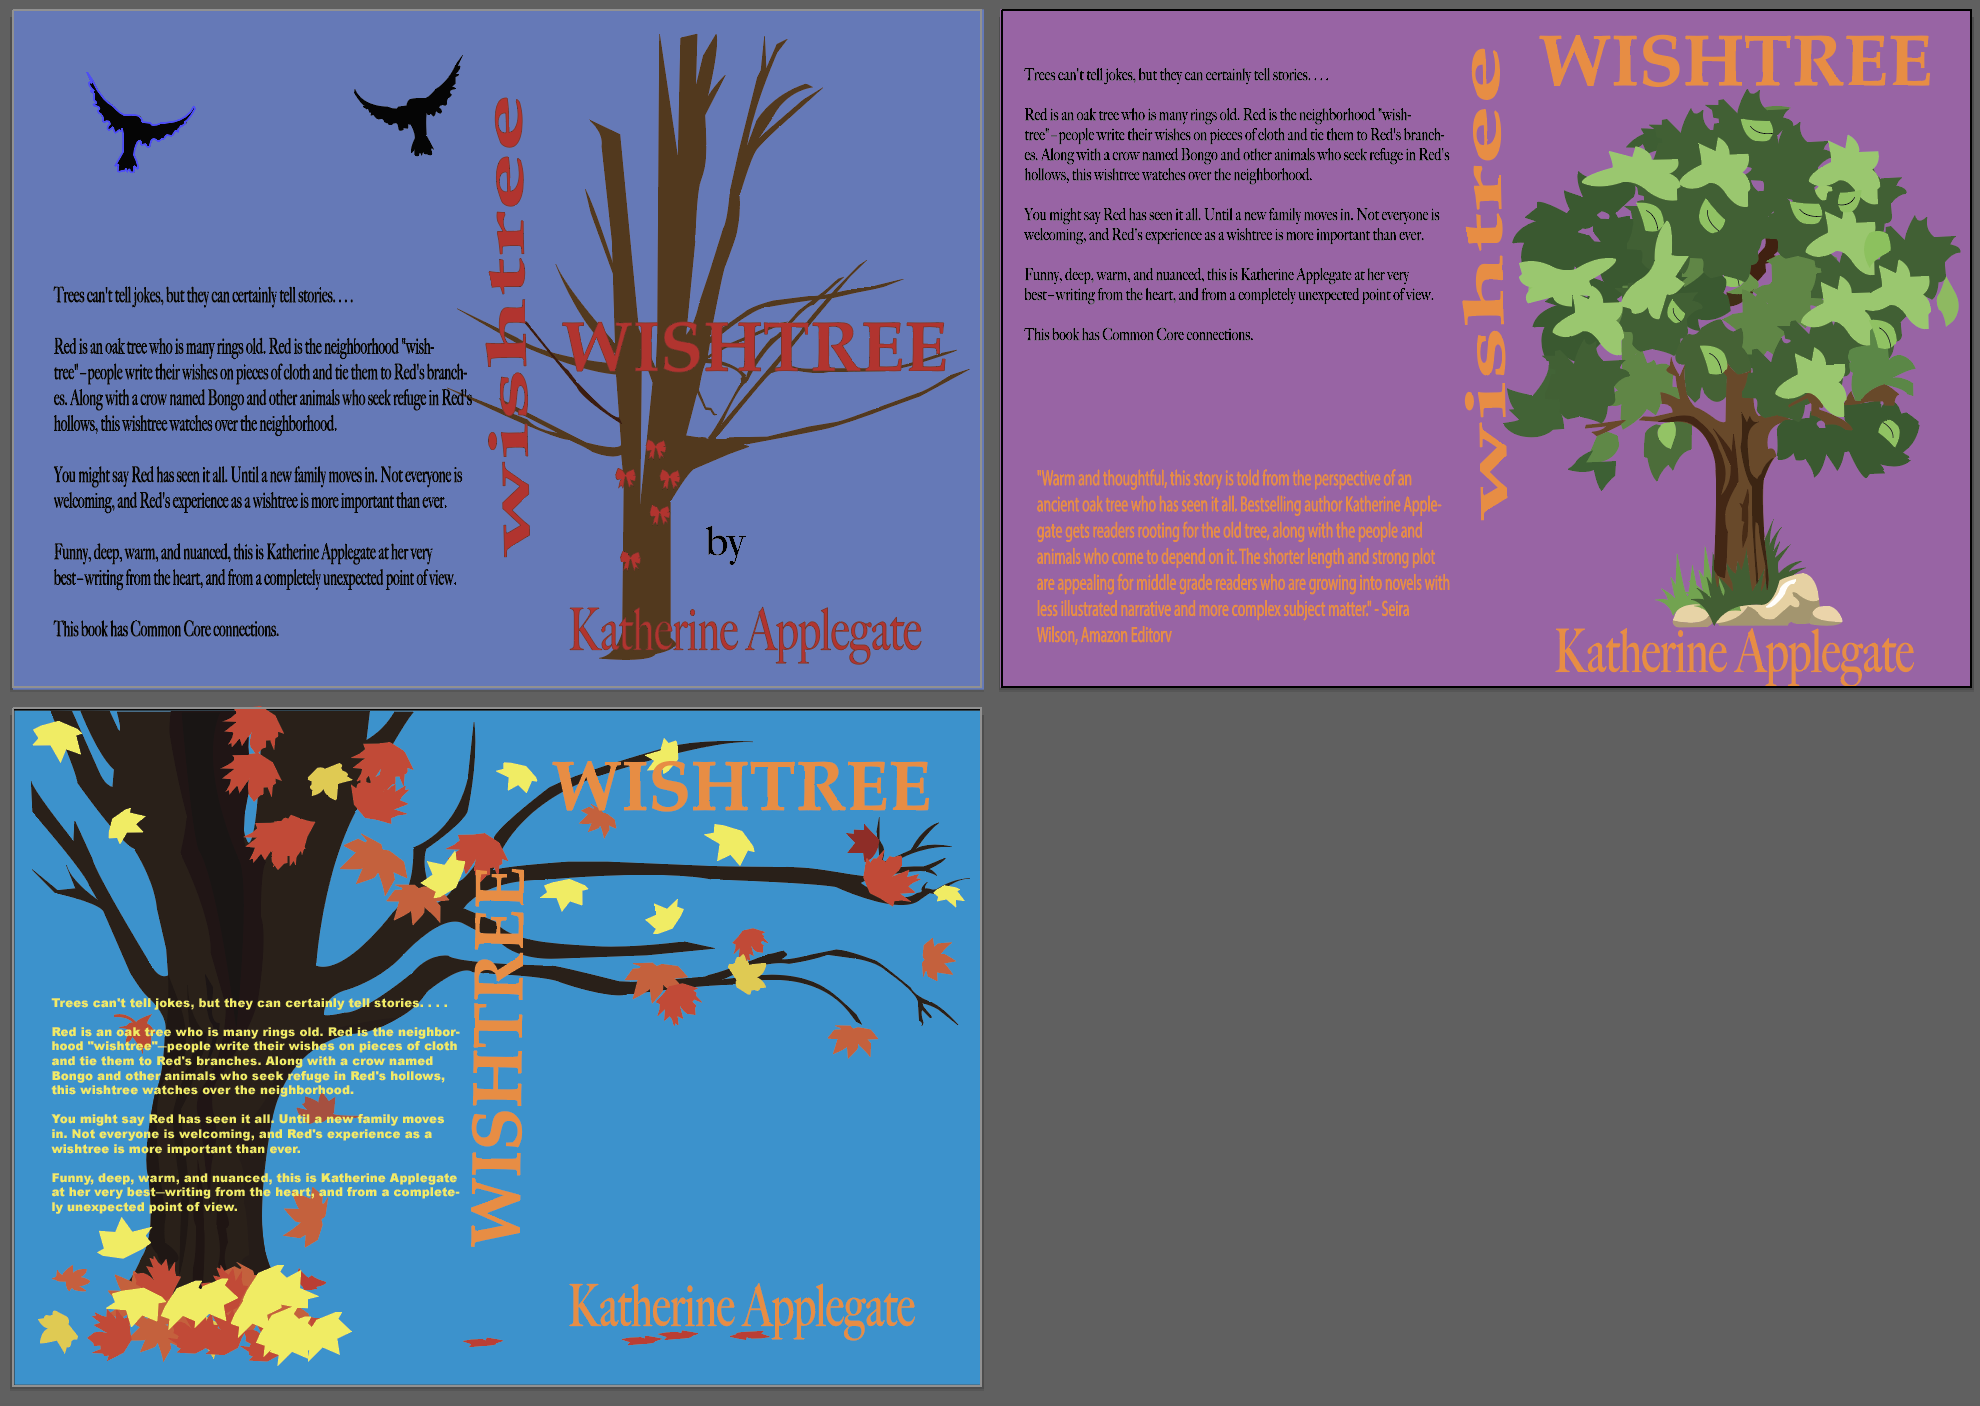 Trees can't tell jokes, but they can certainly tell stories. . . .
Red is an oak tree who is many rings old. Red is the neighborhood "wish-
tree"–people write their wishes on pieces of cloth and tie them to Red's branch-
es. Along with a crow named Bongo and other animals who seek refuge in Red's
hollows, this wishtree watches over the neighborhood.
You might say Red has seen it all. Until a new family moves in. Not everyone is
welcoming, and Red's experience as a wishtree is more important than ever.
Funny, deep, warm, and nuanced, this is Katherine Applegate at her very
best–writing from the heart, and from a completely unexpected point of view.
This book has Common Core connections.
wishtree
WISHTREE
by
Katherine Applegate
Trees can't tell jokes, but they can certainly tell stories. . . .
Red is an oak tree who is many rings old. Red is the neighborhood "wish-
tree"–people write their wishes on pieces of cloth and tie them to Red's branch-
es. Along with a crow named Bongo and other animals who seek refuge in Red's
hollows, this wishtree watches over the neighborhood.
You might say Red has seen it all. Until a new family moves in. Not everyone is
welcoming, and Red's experience as a wishtree is more important than ever.
Funny, deep, warm, and nuanced, this is Katherine Applegate at her very
best–writing from the heart, and from a completely unexpected point of view.
This book has Common Core connections.
"Warm and thoughtful, this story is told from the perspective of an
ancient oak tree who has seen it all. Bestselling author Katherine Apple-
gate gets readers rooting for the old tree, along with the people and
animals who come to depend on it. The shorter length and strong plot
are appealing for middle grade readers who are growing into novels with
less illustrated narrative and more complex subject matter." - Seira
Wilson, Amazon Editorv
wishtree
WISHTREE
Katherine Applegate
Trees can't tell jokes, but they can certainly tell stories. . . .
Red is an oak tree who is many rings old. Red is the neighbor-
hood "wishtree"—people write their wishes on pieces of cloth
and tie them to Red's branches. Along with a crow named
Bongo and other animals who seek refuge in Red's hollows,
this wishtree watches over the neighborhood.
You might say Red has seen it all. Until a new family moves
in. Not everyone is welcoming, and Red's experience as a
wishtree is more important than ever.
Funny, deep, warm, and nuanced, this is Katherine Applegate
at her very best—writing from the heart, and from a complete-
ly unexpected point of view.
WISHTREE
WISHTREE
Katherine Applegate